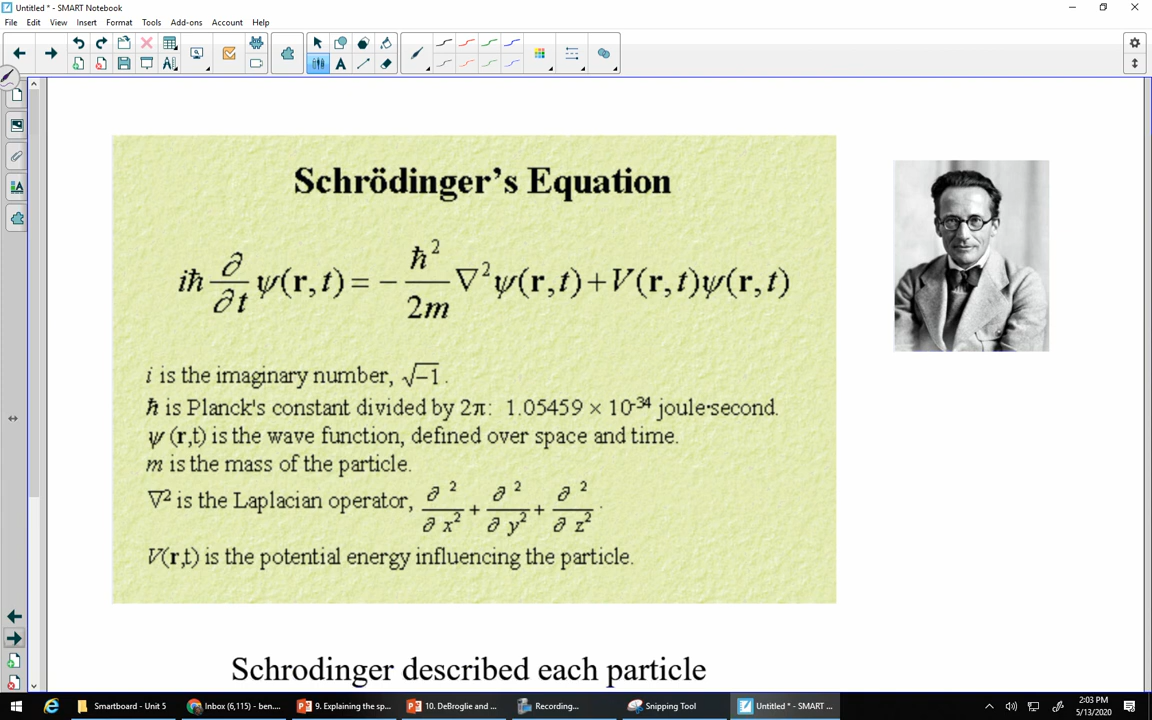 Untitled * - SMART Notebook
File Edit View Insert Format Tools Add-ons Account Help
Schrödinger's Equation
iħ ∂/∂t ψ(r,t) = − ħ²/2m ∇²ψ(r,t) + V(r,t)ψ(r,t)
i is the imaginary number, √−1.
ħ is Planck's constant divided by 2π: 1.05459 × 10⁻³⁴ joule·second.
ψ (r,t) is the wave function, defined over space and time.
m is the mass of the particle.
∇² is the Laplacian operator, ∂²/∂x² + ∂²/∂y² + ∂²/∂z².
V(r,t) is the potential energy influencing the particle.
Schrodinger described each particle
Smartboard - Unit 5
Inbox (6,115) - ben....
9. Explaining the sp...
10. DeBroglie and ...
Recording...
Snipping Tool
Untitled * - SMART ...
2:03 PM
5/13/2020